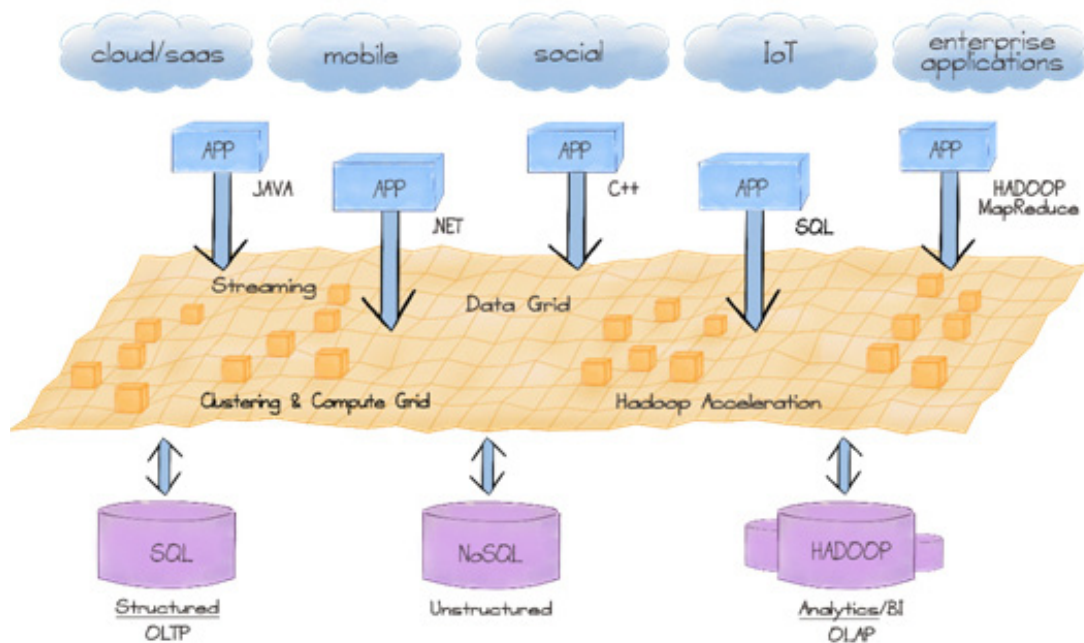 cloud/saas
mobile
social
IoT
enterprise
applications
APP
JAVA
APP
.NET
APP
C++
APP
SQL
APP
HADOOP
MapReduce
Streaming
Data Grid
Clustering & Compute Grid
Hadoop Acceleration
SQL
Structured
OLTP
NoSQL
Unstructured
HADOOP
Analytics/BI
OLAP